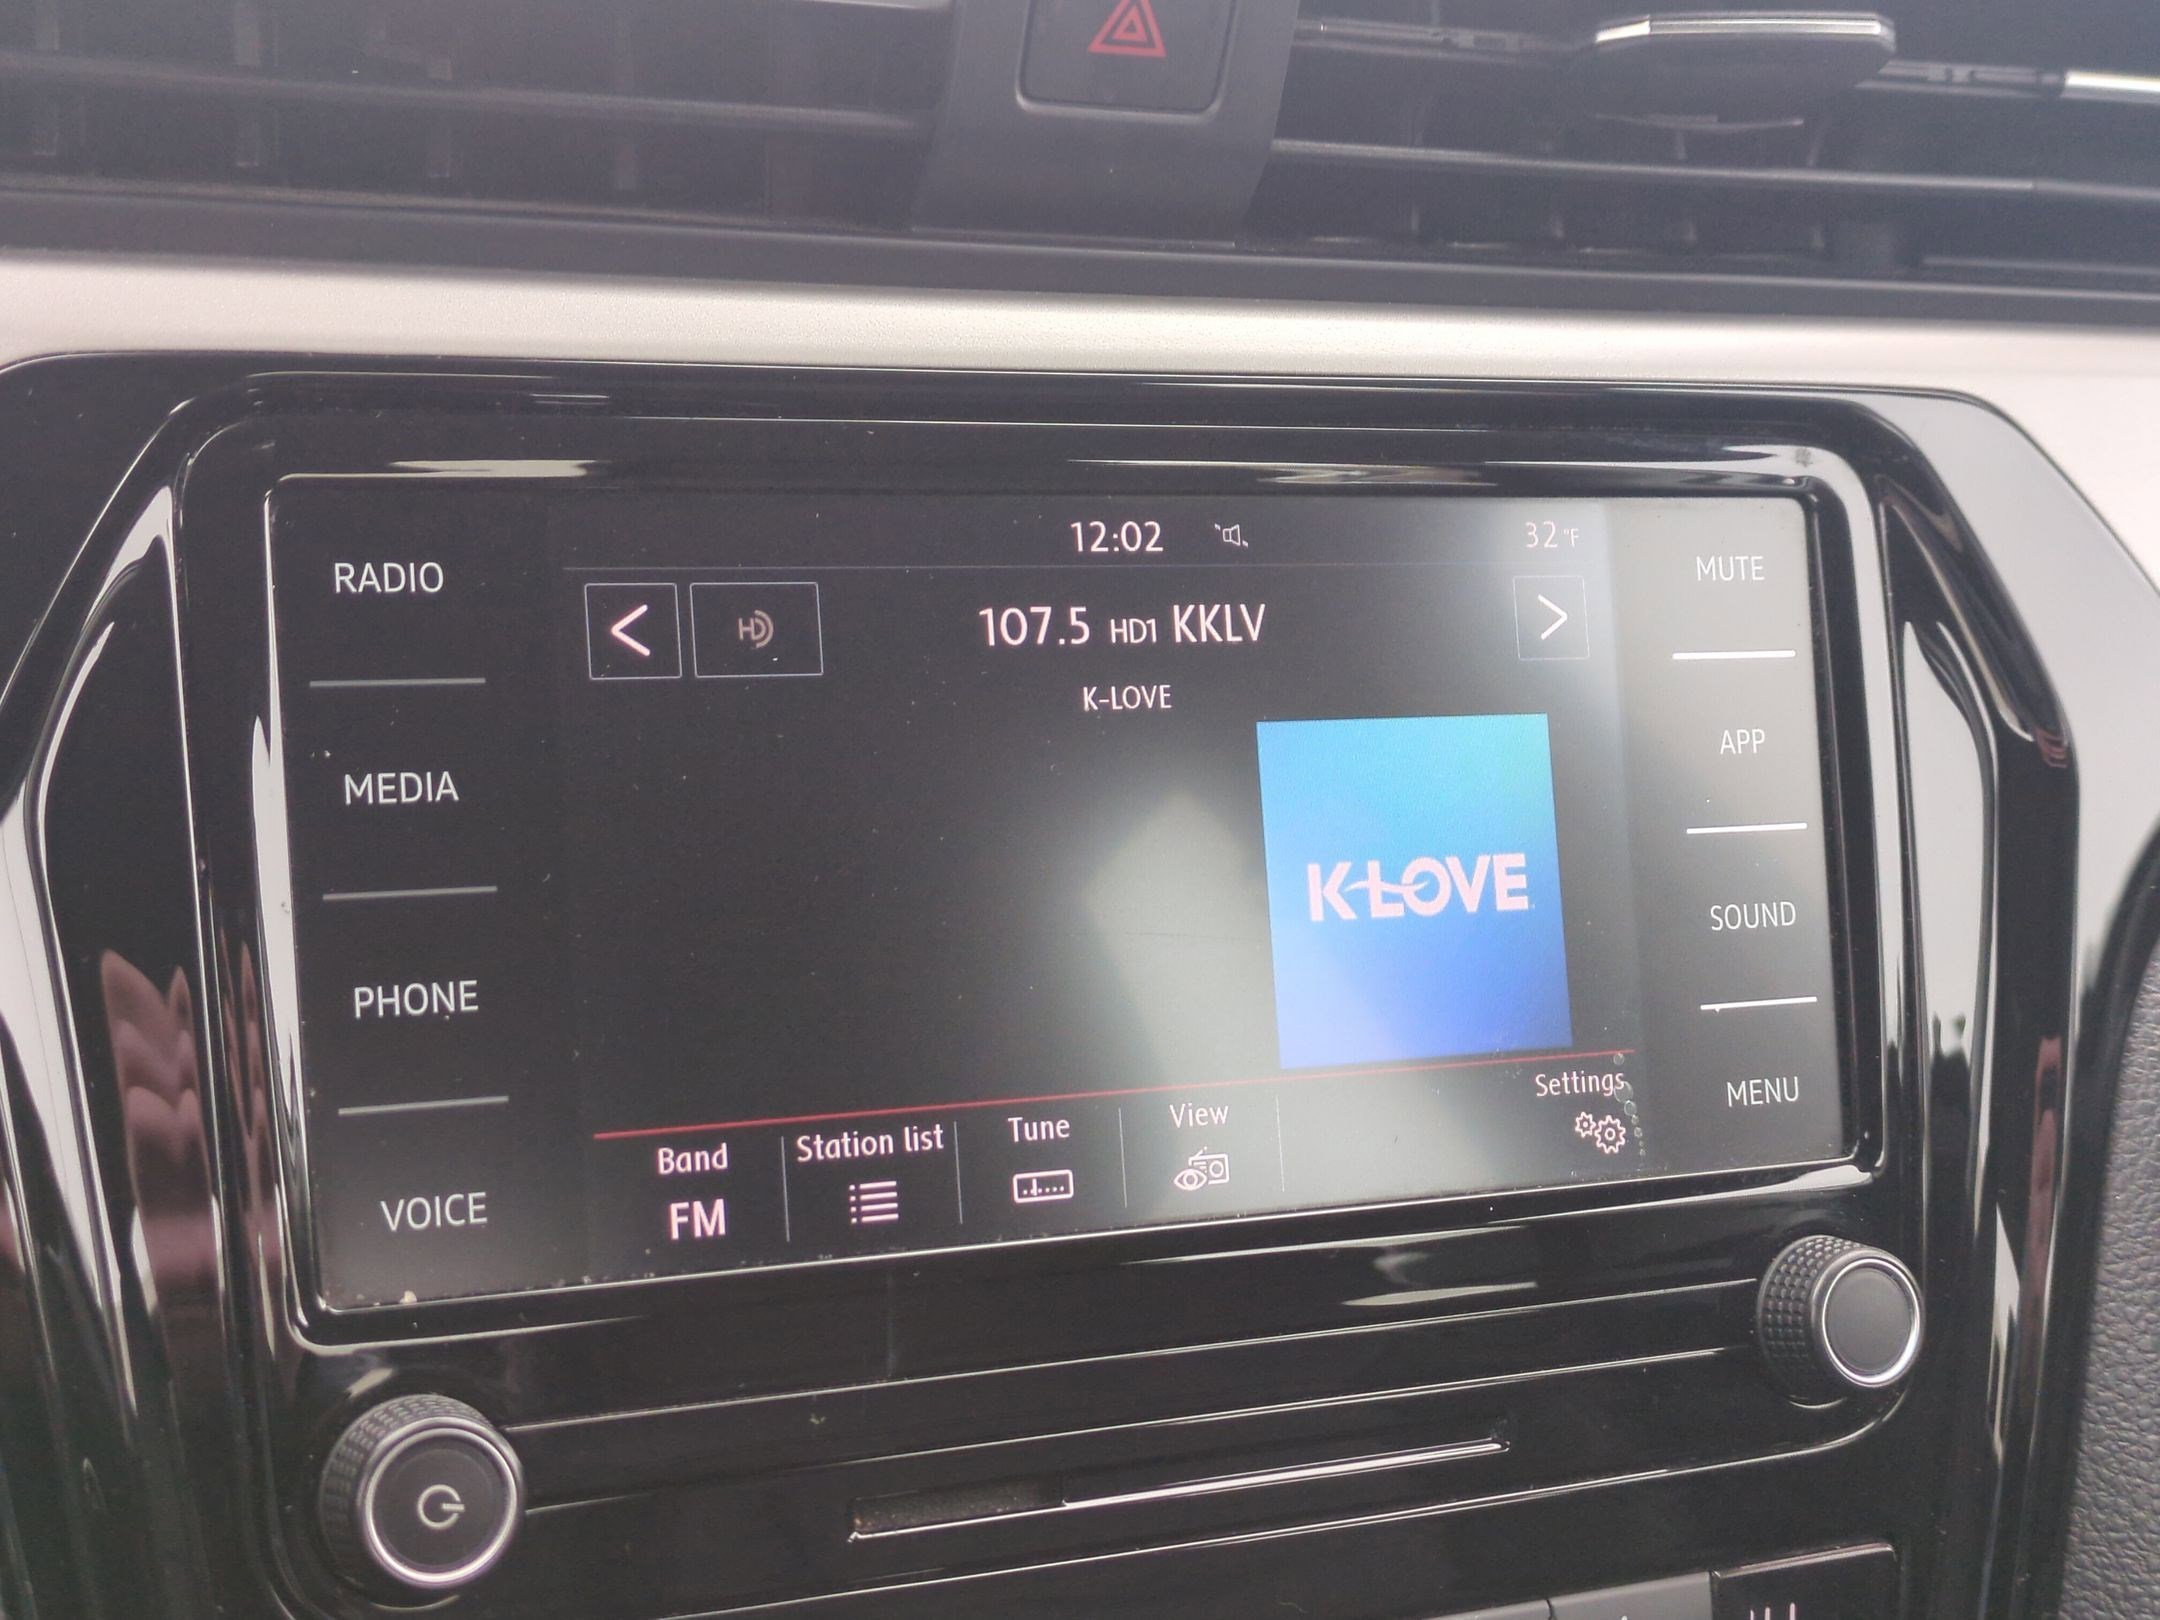 12:02
32°F
RADIO
MEDIA
PHONE
VOICE
HD
107.5 HD1 KKLV
K-LOVE
K-LOVE
Band
FM
Station list
Tune
View
Settings
MUTE
APP
SOUND
MENU